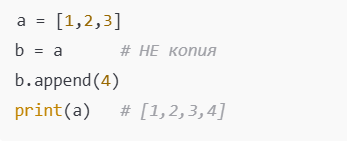 a = [1,2,3]
b = a      # НЕ копия
b.append(4)
print(a)   # [1,2,3,4]